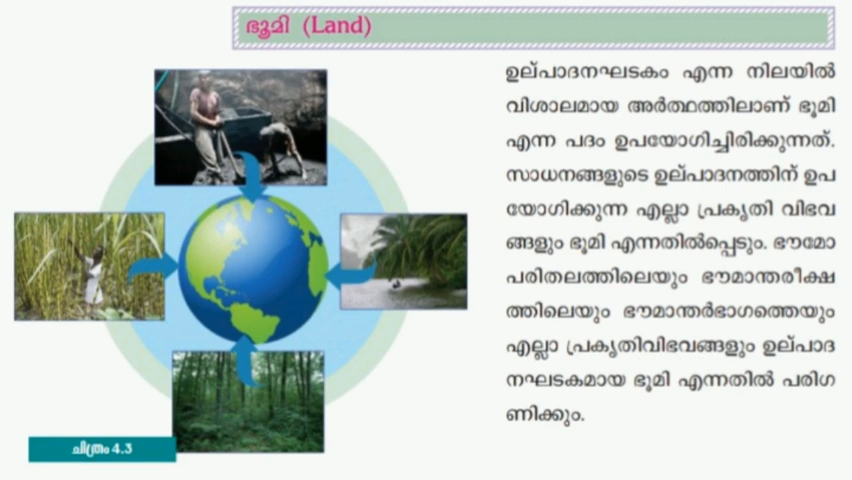 ഭൂമി (Land)
ഉല്പാദനഘടകം എന്ന നിലയിൽ
വിശാലമായ അർത്ഥത്തിലാണ് ഭൂമി
എന്ന പദം ഉപയോഗിച്ചിരിക്കുന്നത്.
സാധനങ്ങളുടെ ഉല്പാദനത്തിന് ഉപ
യോഗിക്കുന്ന എല്ലാ പ്രകൃതി വിഭവ
ങ്ങളും ഭൂമി എന്നതിൽപ്പെടും. ഭൗമോ
പരിതലത്തിലെയും ഭൗമാന്തരീക്ഷ
ത്തിലെയും ഭൗമാന്തർഭാഗത്തെയും
എല്ലാ പ്രകൃതിവിഭവങ്ങളും ഉല്പാദ
നഘടകമായ ഭൂമി എന്നതിൽ പരിഗ
ണിക്കും.
ചിത്രം 4.3